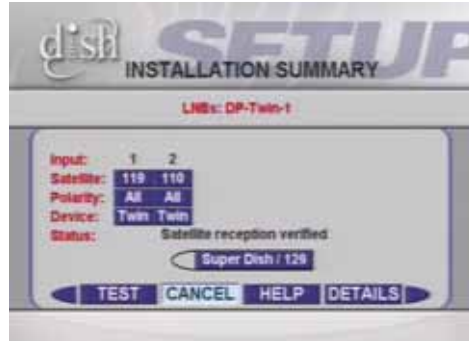 dish
SETUP
INSTALLATION SUMMARY
LNBs: DP-Twin-1
Input: 1 2
Satellite: 119 110
Polarity: All All
Device: Twin Twin
Status: Satellite reception verified
Super Dish / 129
TEST CANCEL HELP DETAILS